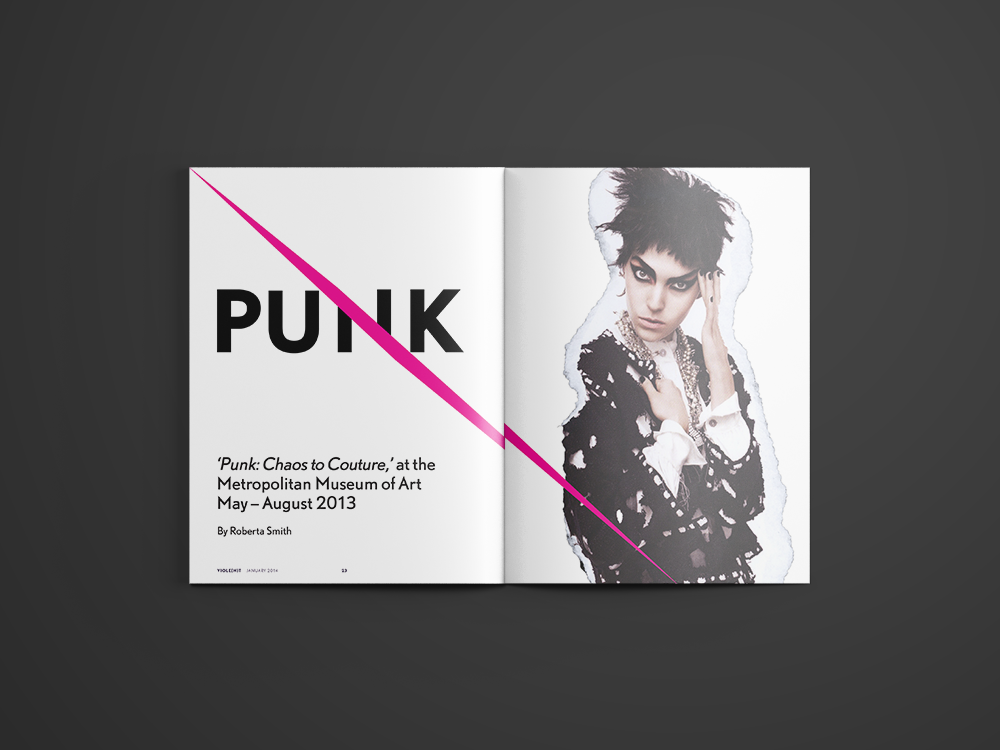 PUNK
‘Punk: Chaos to Couture,’ at the
Metropolitan Museum of Art
May – August 2013
By Roberta Smith
JANUARY 2014